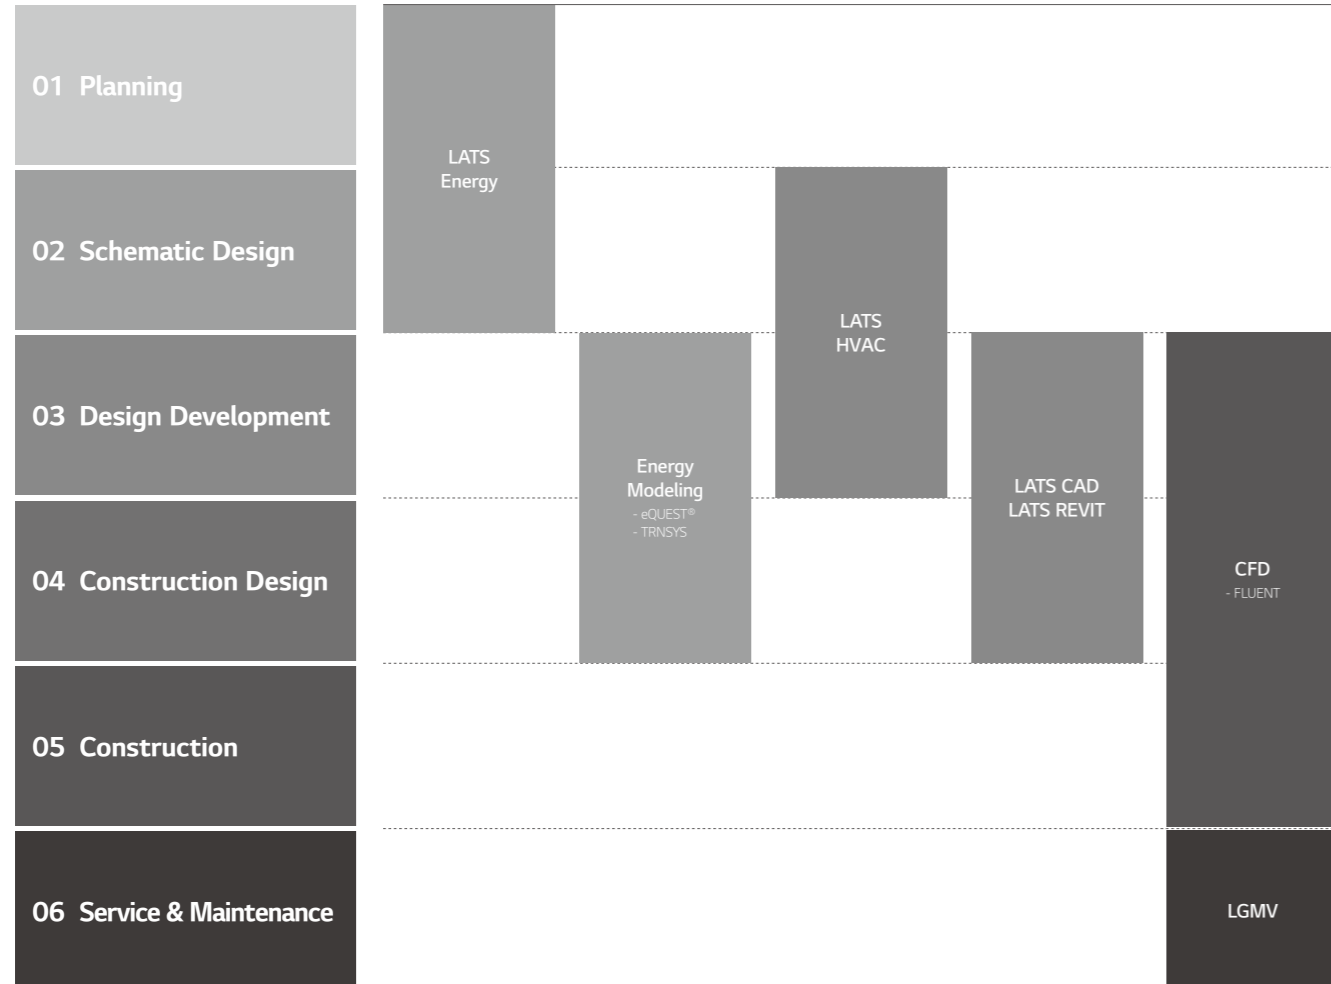 01 Planning
02 Schematic Design
03 Design Development
04 Construction Design
05 Construction
06 Service & Maintenance
LATS
Energy
Energy
Modeling
- eQUEST®
- TRNSYS
LATS
HVAC
LATS CAD
LATS REVIT
CFD
- FLUENT
LGMV